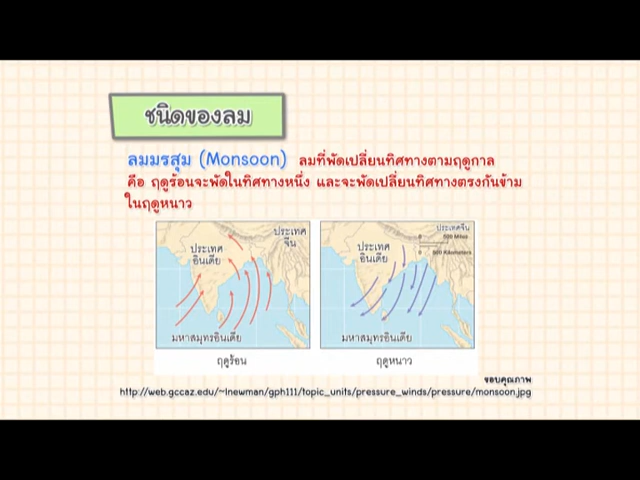 ชนิดของลม
ลมมรสุม (Monsoon) ลมที่พัดเปลี่ยนทิศทางตามฤดูกาล
คือ ฤดูร้อนจะพัดในทิศทางหนึ่ง และจะพัดเปลี่ยนทิศทางตรงกันข้าม
ในฤดูหนาว
ประเทศ
จีน
ประเทศ
อินเดีย
มหาสมุทรอินเดีย
ฤดูร้อน
ประเทศจีน
0 500 Miles
0 500 Kilometers
ประเทศ
อินเดีย
มหาสมุทรอินเดีย
ฤดูหนาว
ขอบคุณภาพ
http://web.gccaz.edu/~lnewman/gph111/topic_units/pressure_winds/pressure/monsoon.jpg